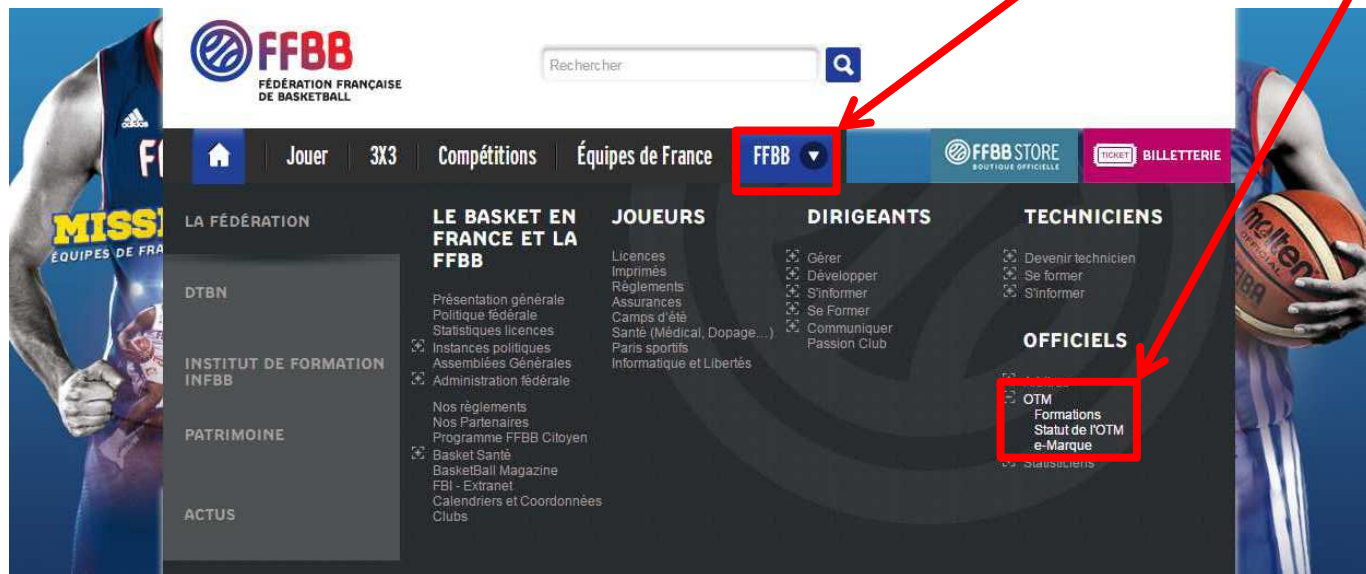 FFBB
FÉDÉRATION FRANÇAISE
DE BASKETBALL
Rechercher
adidas
Jouer
3X3
Compétitions
Équipes de France
FFBB
FFBB STORE
BOUTIQUE OFFICIELLE
TICKET
BILLETTERIE
MISS
ÉQUIPES DE FRA
molten
OFFICIAL
FIBA
LA FÉDÉRATION
DTBN
INSTITUT DE FORMATION
INFBB
PATRIMOINE
ACTUS
LE BASKET EN
FRANCE ET LA
FFBB
Présentation générale
Politique fédérale
Statistiques licences
Instances politiques
Assemblées Générales
Administration fédérale
Nos règlements
Nos Partenaires
Programme FFBB Citoyen
Basket Santé
BasketBall Magazine
FBI - Extranet
Calendriers et Coordonnées
Clubs
JOUEURS
Licences
Imprimés
Règlements
Assurances
Camps d'été
Santé (Médical, Dopage...)
Paris sportifs
Informatique et Libertés
DIRIGEANTS
Gérer
Développer
S'informer
Se Former
Communiquer
Passion Club
TECHNICIENS
Devenir technicien
Se former
S'informer
OFFICIELS
OTM
Formations
Statut de l'OTM
e-Marque
Statisticiens